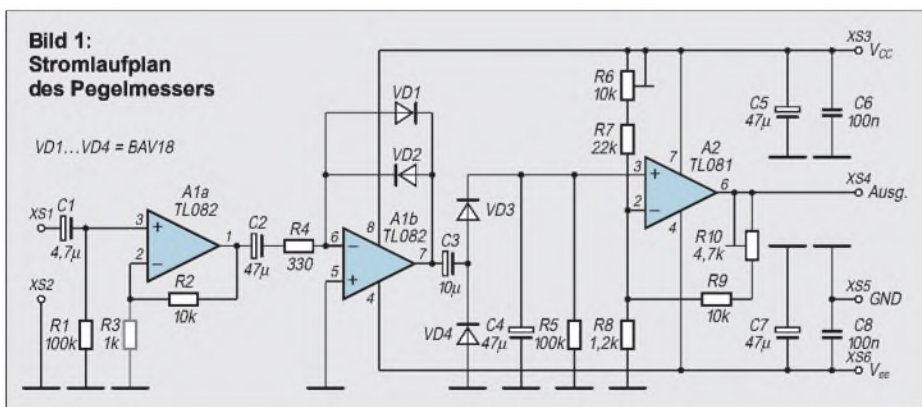 Bild 1:
Stromlaufplan
des Pegelmessers
VD1...VD4 = BAV18
XS1
C1
4,7µ
XS2
R1
100k
R3
1k
A1a
TL082
3
2
1
+
–
R2
10k
C2
47µ
R4
330
VD1
VD2
A1b
TL082
6
5
8
4
7
–
+
C3
10µ
VD3
VD4
C4
47µ
R5
100k
R6
10k
R7
22k
R8
1,2k
A2
TL081
3
2
7
4
6
+
–
R10
4,7k
R9
10k
C5
47µ
C6
100n
C7
47µ
C8
100n
XS3
Vcc
XS4
Ausg.
XS5
GND
XS6
Vee